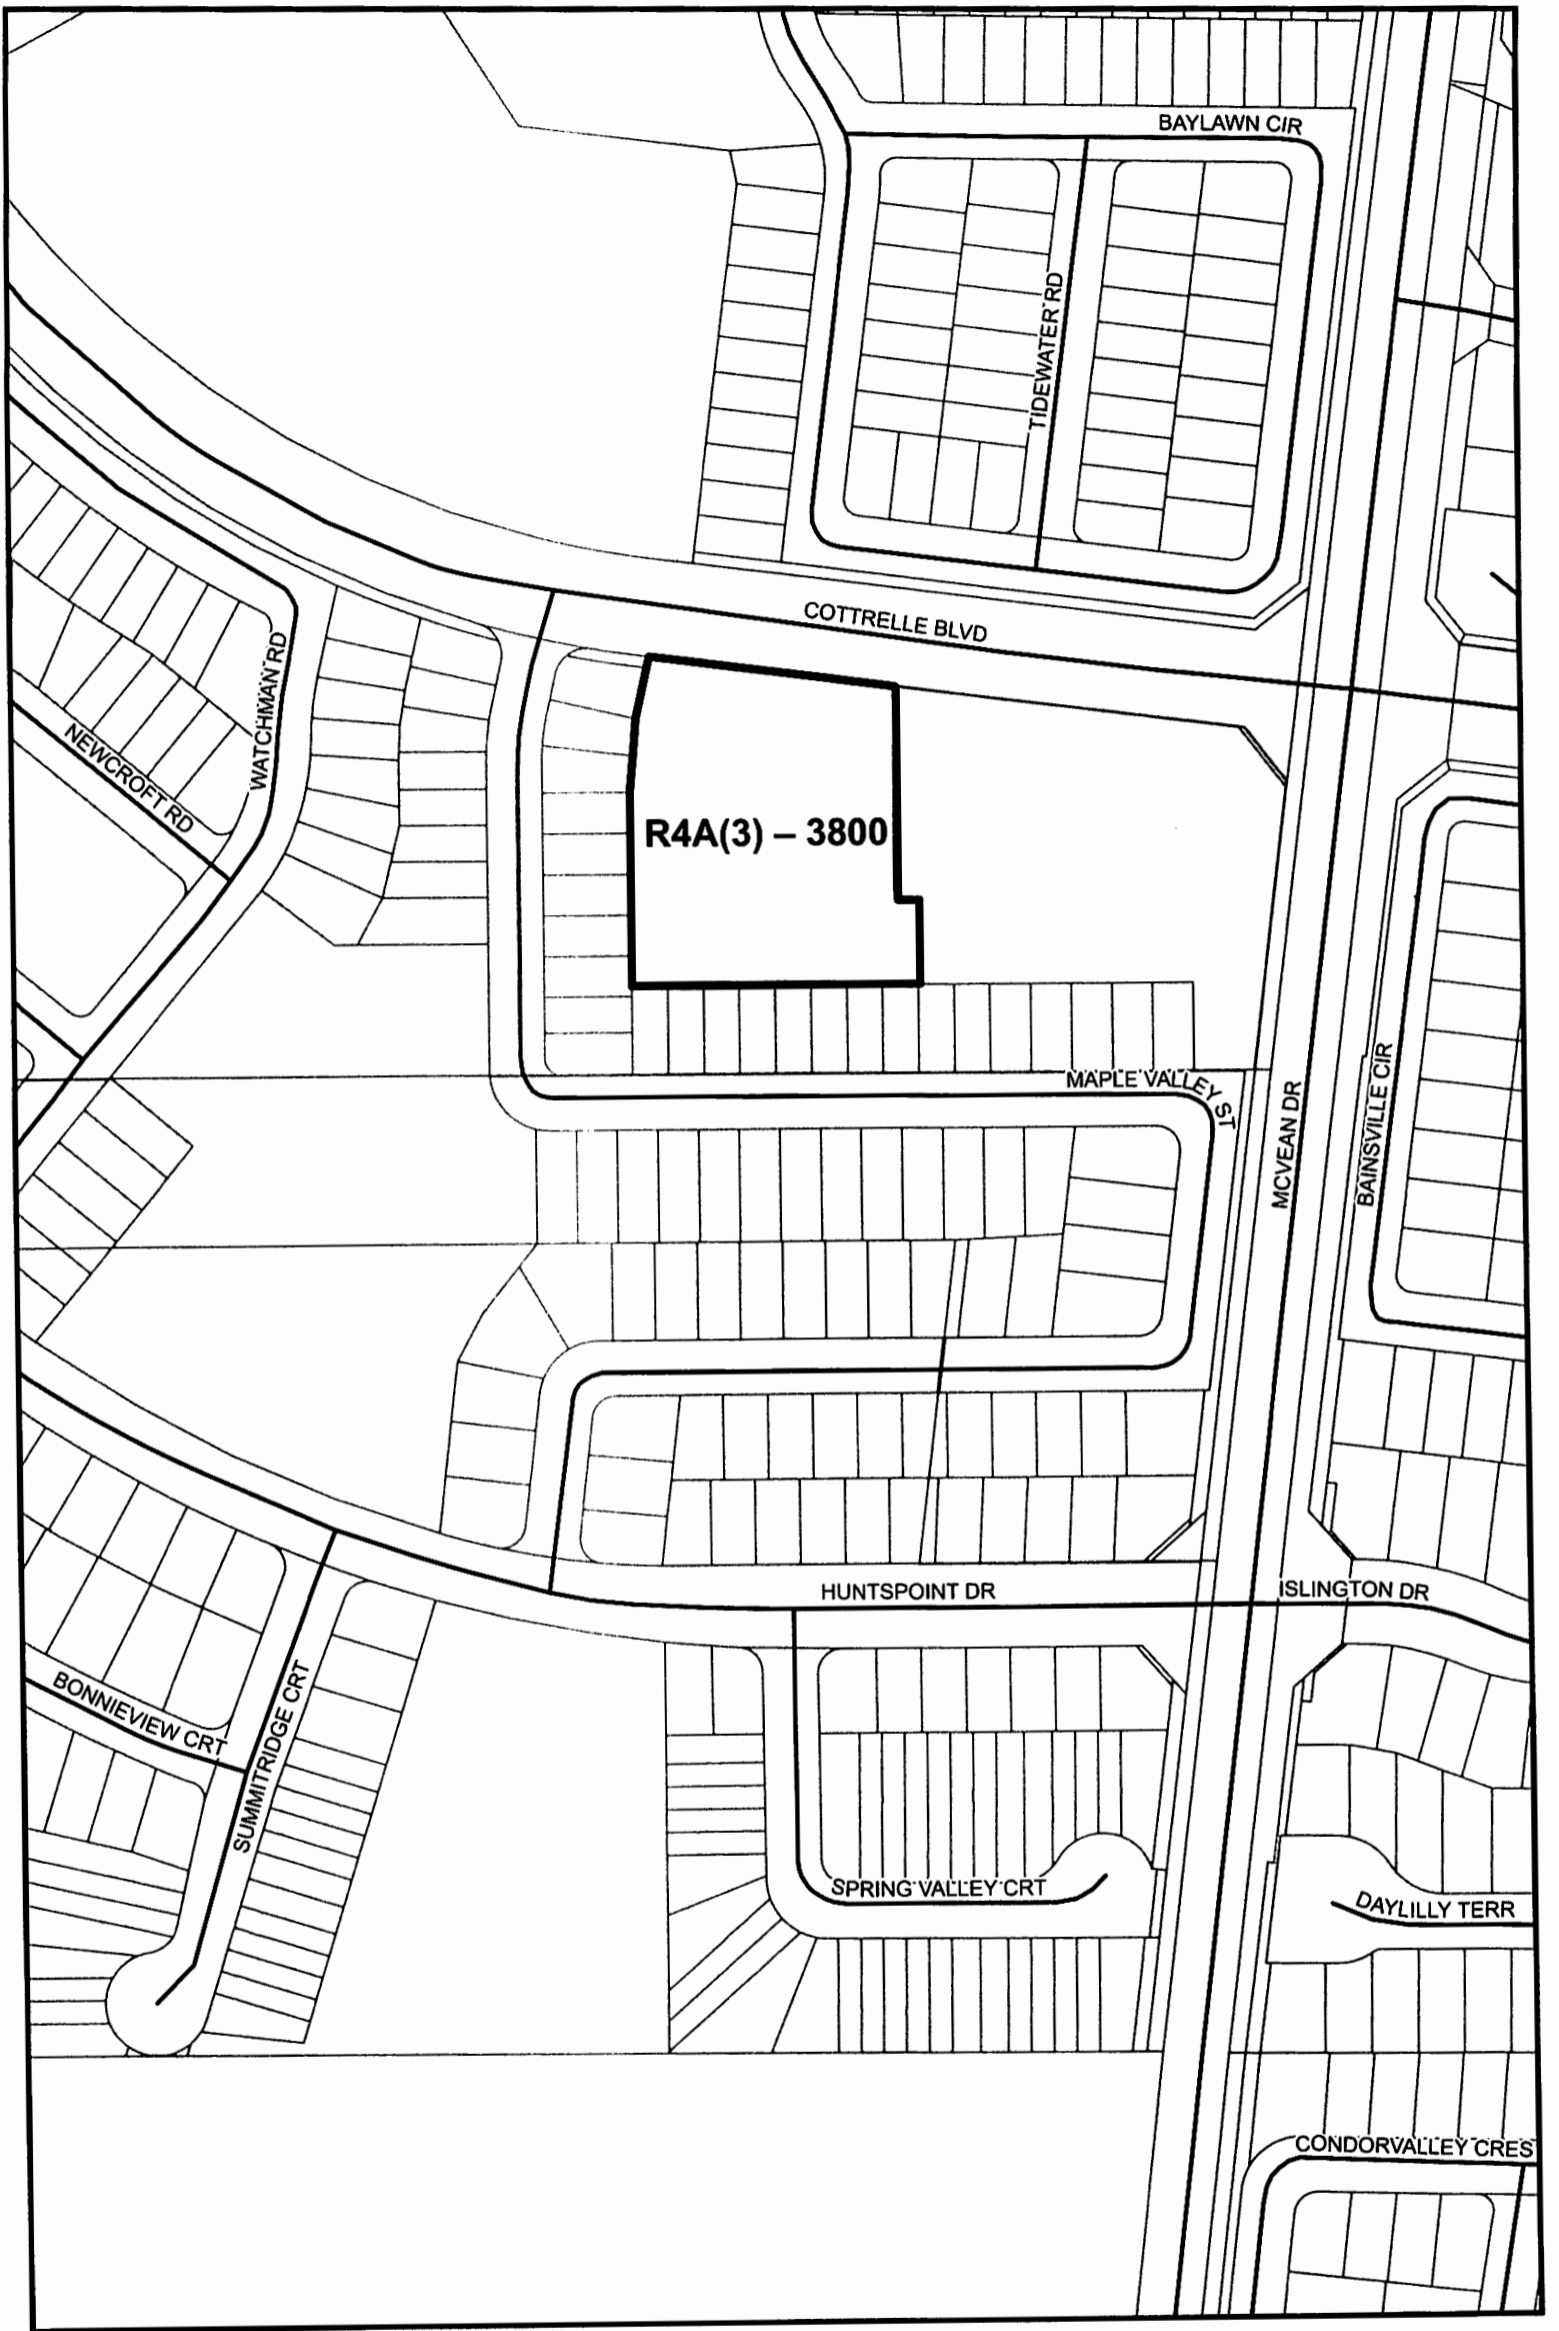 BAYLAWN CIR
TIDEWATER RD
COTTRELLE BLVD
WATCHMAN RD
NEWCROFT RD
R4A(3) – 3800
MAPLE VALLEY ST
MCVEAN DR
BAINSVILLE CIR
HUNTSPOINT DR
ISLINGTON DR
BONNIEVIEW CRT
SUMMITRIDGE CRT
SPRING VALLEY CRT
DAYLILLY TERR
CONDORVALLEY CRES